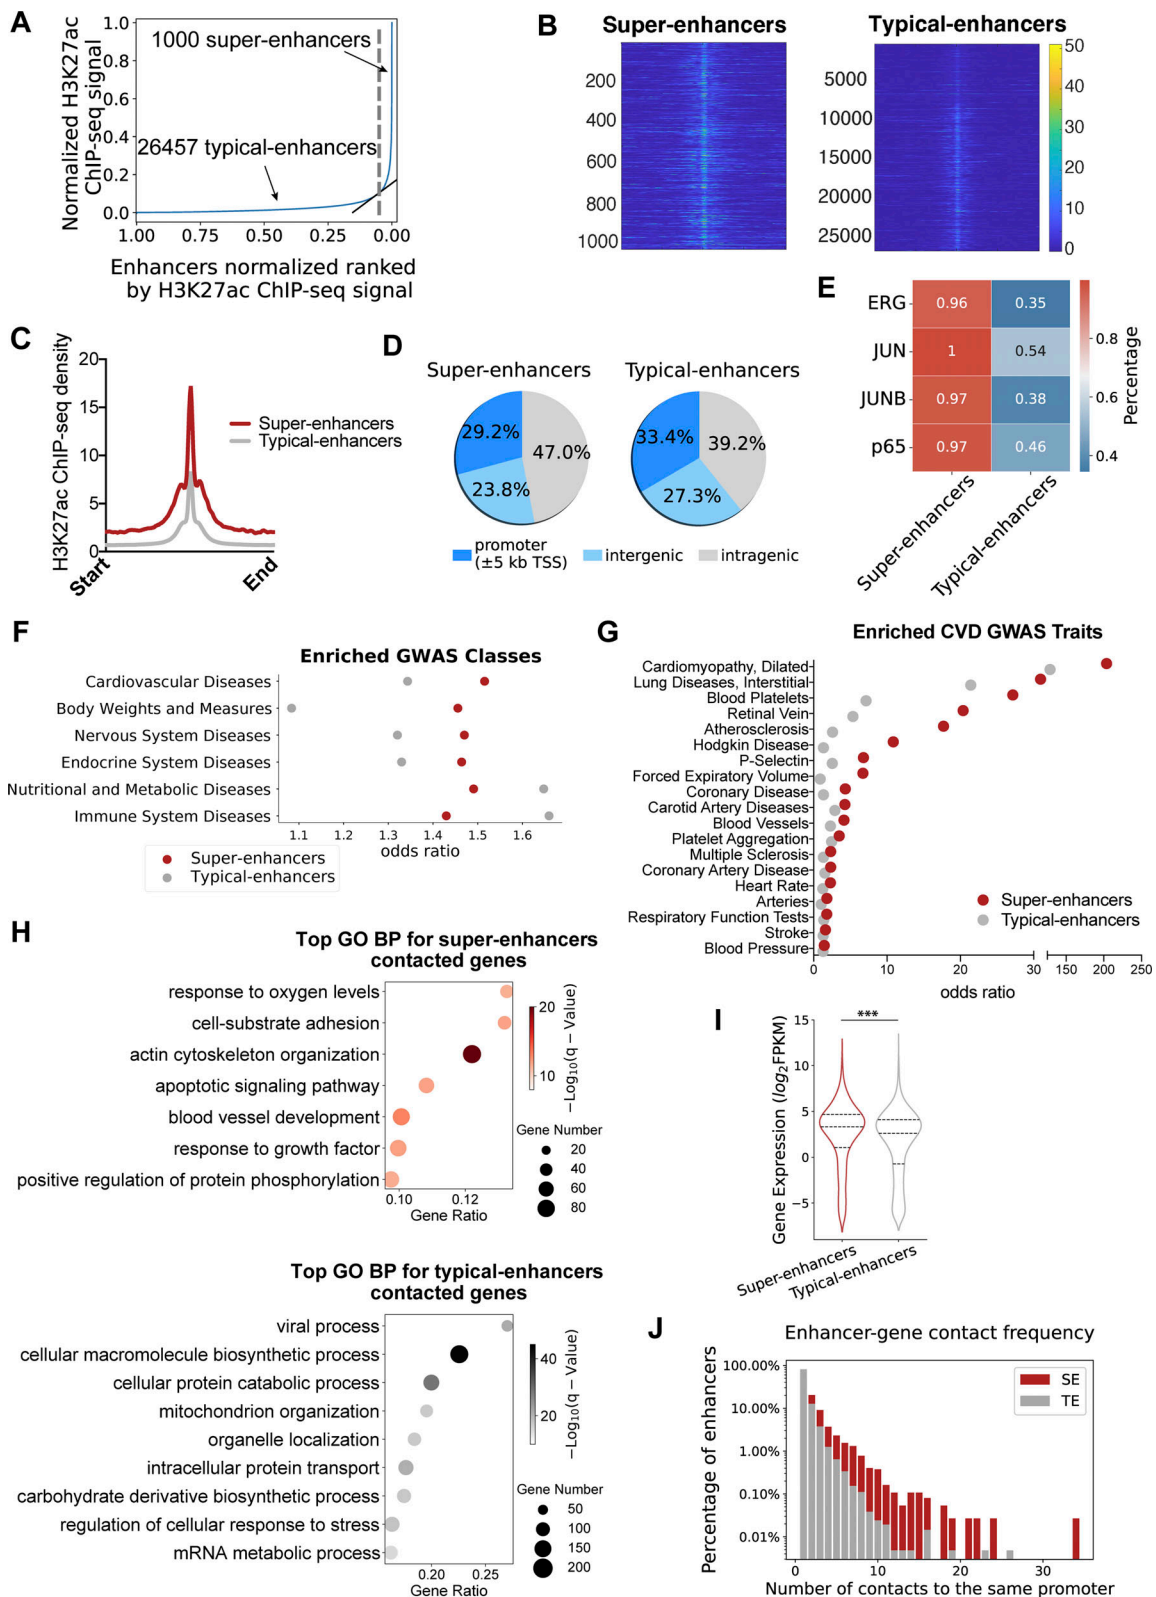 A
Normalized H3K27ac
ChIP-seq signal
1.0
0.8
0.6
0.4
0.2
0.0
1000 super-enhancers
26457 typical-enhancers
1.00
0.75
0.50
0.25
0.00
Enhancers normalized ranked
by H3K27ac ChIP-seq signal
B
Super-enhancers
200
400
600
800
1000
Typical-enhancers
5000
10000
15000
20000
25000
50
40
30
20
10
0
C
H3K27ac ChIP-seq density
20
15
10
5
0
Super-enhancers
Typical-enhancers
Start
End
D
Super-enhancers
29.2%
47.0%
23.8%
Typical-enhancers
33.4%
39.2%
27.3%
promoter
(±5 kb TSS)
intergenic
intragenic
E
ERG
0.96
0.35
JUN
1
0.54
JUNB
0.97
0.38
p65
0.97
0.46
Super-enhancers
Typical-enhancers
0.8
0.6
0.4
Percentage
F
Enriched GWAS Classes
Cardiovascular Diseases
Body Weights and Measures
Nervous System Diseases
Endocrine System Diseases
Nutritional and Metabolic Diseases
Immune System Diseases
1.1
1.2
1.3
1.4
1.5
1.6
odds ratio
Super-enhancers
Typical-enhancers
G
Enriched CVD GWAS Traits
Cardiomyopathy, Dilated
Lung Diseases, Interstitial
Blood Platelets
Retinal Vein
Atherosclerosis
Hodgkin Disease
P-Selectin
Forced Expiratory Volume
Coronary Disease
Carotid Artery Diseases
Blood Vessels
Platelet Aggregation
Multiple Sclerosis
Coronary Artery Disease
Heart Rate
Arteries
Respiratory Function Tests
Stroke
Blood Pressure
Super-enhancers
Typical-enhancers
0
10
20
30
150
200
250
odds ratio
H
Top GO BP for super-enhancers
contacted genes
response to oxygen levels
cell-substrate adhesion
actin cytoskeleton organization
apoptotic signaling pathway
blood vessel development
response to growth factor
positive regulation of protein phosphorylation
0.10
0.12
Gene Ratio
20
10
−Log10(q − Value)
Gene Number
20
40
60
80
Top GO BP for typical-enhancers
contacted genes
viral process
cellular macromolecule biosynthetic process
cellular protein catabolic process
mitochondrion organization
organelle localization
intracellular protein transport
carbohydrate derivative biosynthetic process
regulation of cellular response to stress
mRNA metabolic process
0.20
0.25
Gene Ratio
40
20
−Log10(q − Value)
Gene Number
50
100
150
200
I
Gene Expression (log2FPKM)
15
10
5
0
−5
***
Super-enhancers
Typical-enhancers
J
Enhancer-gene contact frequency
Percentage of enhancers
100.00%
10.00%
1.00%
0.10%
0.01%
SE
TE
0
10
20
30
Number of contacts to the same promoter